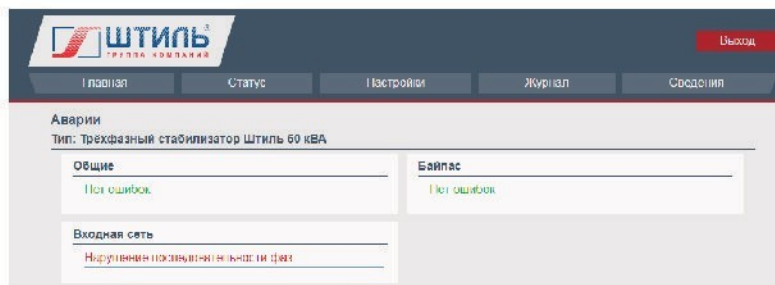 ШТИЛЬ®
ГРУППА КОМПАНИЙ
Выход
Главная Статус Настройки Журнал Сведения
Аварии
Тип: Трёхфазный стабилизатор Штиль 60 кВА
Общие Байпас
Нет ошибок Нет ошибок
Входная сеть
Нарушение последовательности фаз